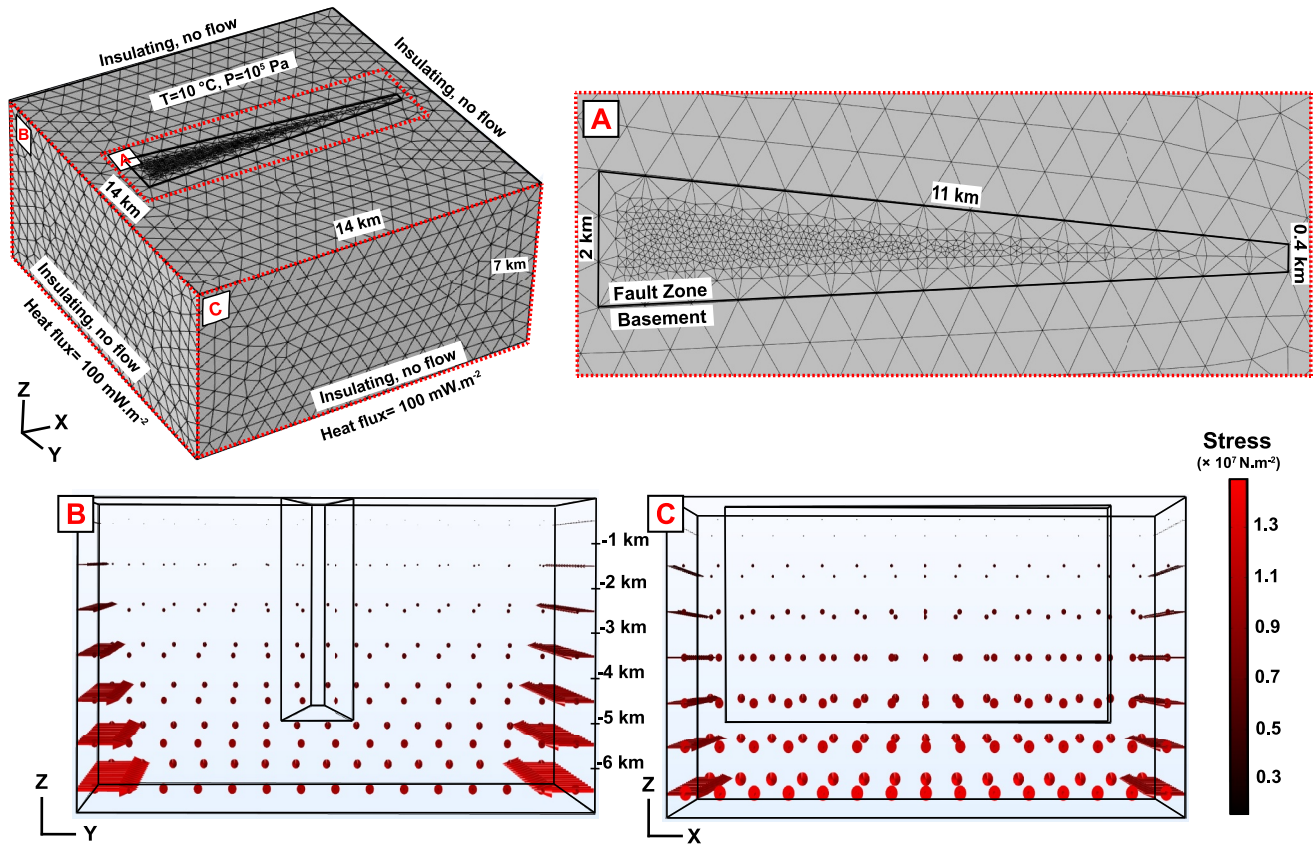 Insulating, no flow
T=10 °C, P=10⁵ Pa
Insulating, no flow
B
A
14 km
14 km
7 km
C
Insulating, no flow
Heat flux= 100 mW.m-2
Insulating, no flow
Heat flux= 100 mW.m-2
Z
X
Y
A
11 km
2 km
0.4 km
Fault Zone
Basement
B
-1 km
-2 km
-3 km
-4 km
-5 km
-6 km
Z
Y
C
Z
X
Stress
(× 10⁷ N.m-²)
1.3
1.1
0.9
0.7
0.5
0.3